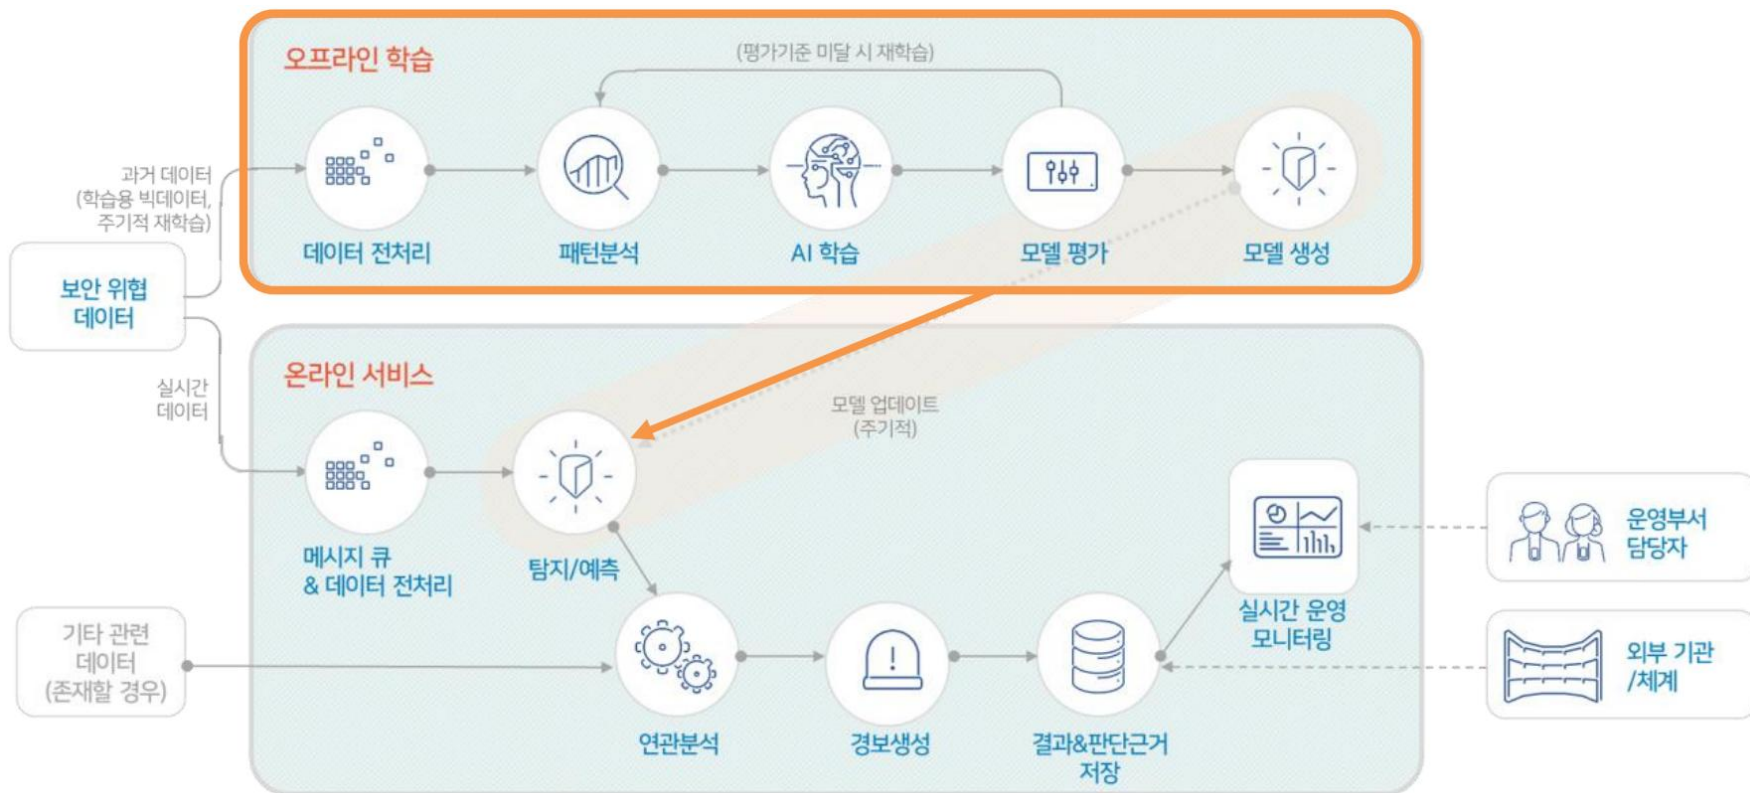 오프라인 학습
(평가기준 미달 시 재학습)
과거 데이터
(학습용 빅데이터,
주기적 재학습)
데이터 전처리
패턴분석
AI 학습
모델 평가
모델 생성
보안 위협
데이터
실시간
데이터
온라인 서비스
모델 업데이트
(주기적)
메시지 큐
& 데이터 전처리
탐지/예측
기타 관련
데이터
(존재할 경우)
연관분석
경보생성
결과&판단근거
저장
실시간 운영
모니터링
운영부서
담당자
외부 기관
/체계